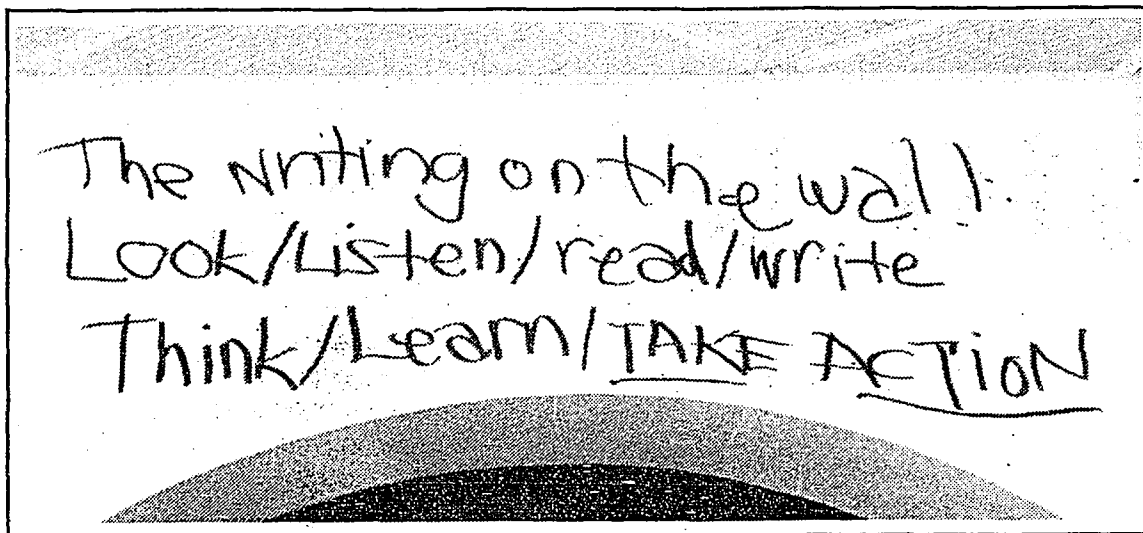 The writing on the wall.
Look/Listen/read/write
Think/Learn/TAKE ACTION